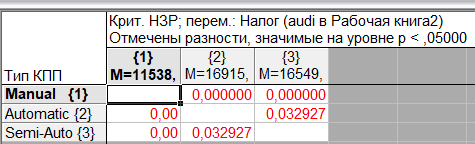 Крит. НЗР; перем.: Налог (audi в Рабочая книга2)
Отмечены разности, значимые на уровне p < ,05000
Тип КПП {1} M=11538, {2} M=16915, {3} M=16549,
Manual {1} 0,000000 0,000000
Automatic {2} 0,00 0,032927
Semi-Auto {3} 0,00 0,032927